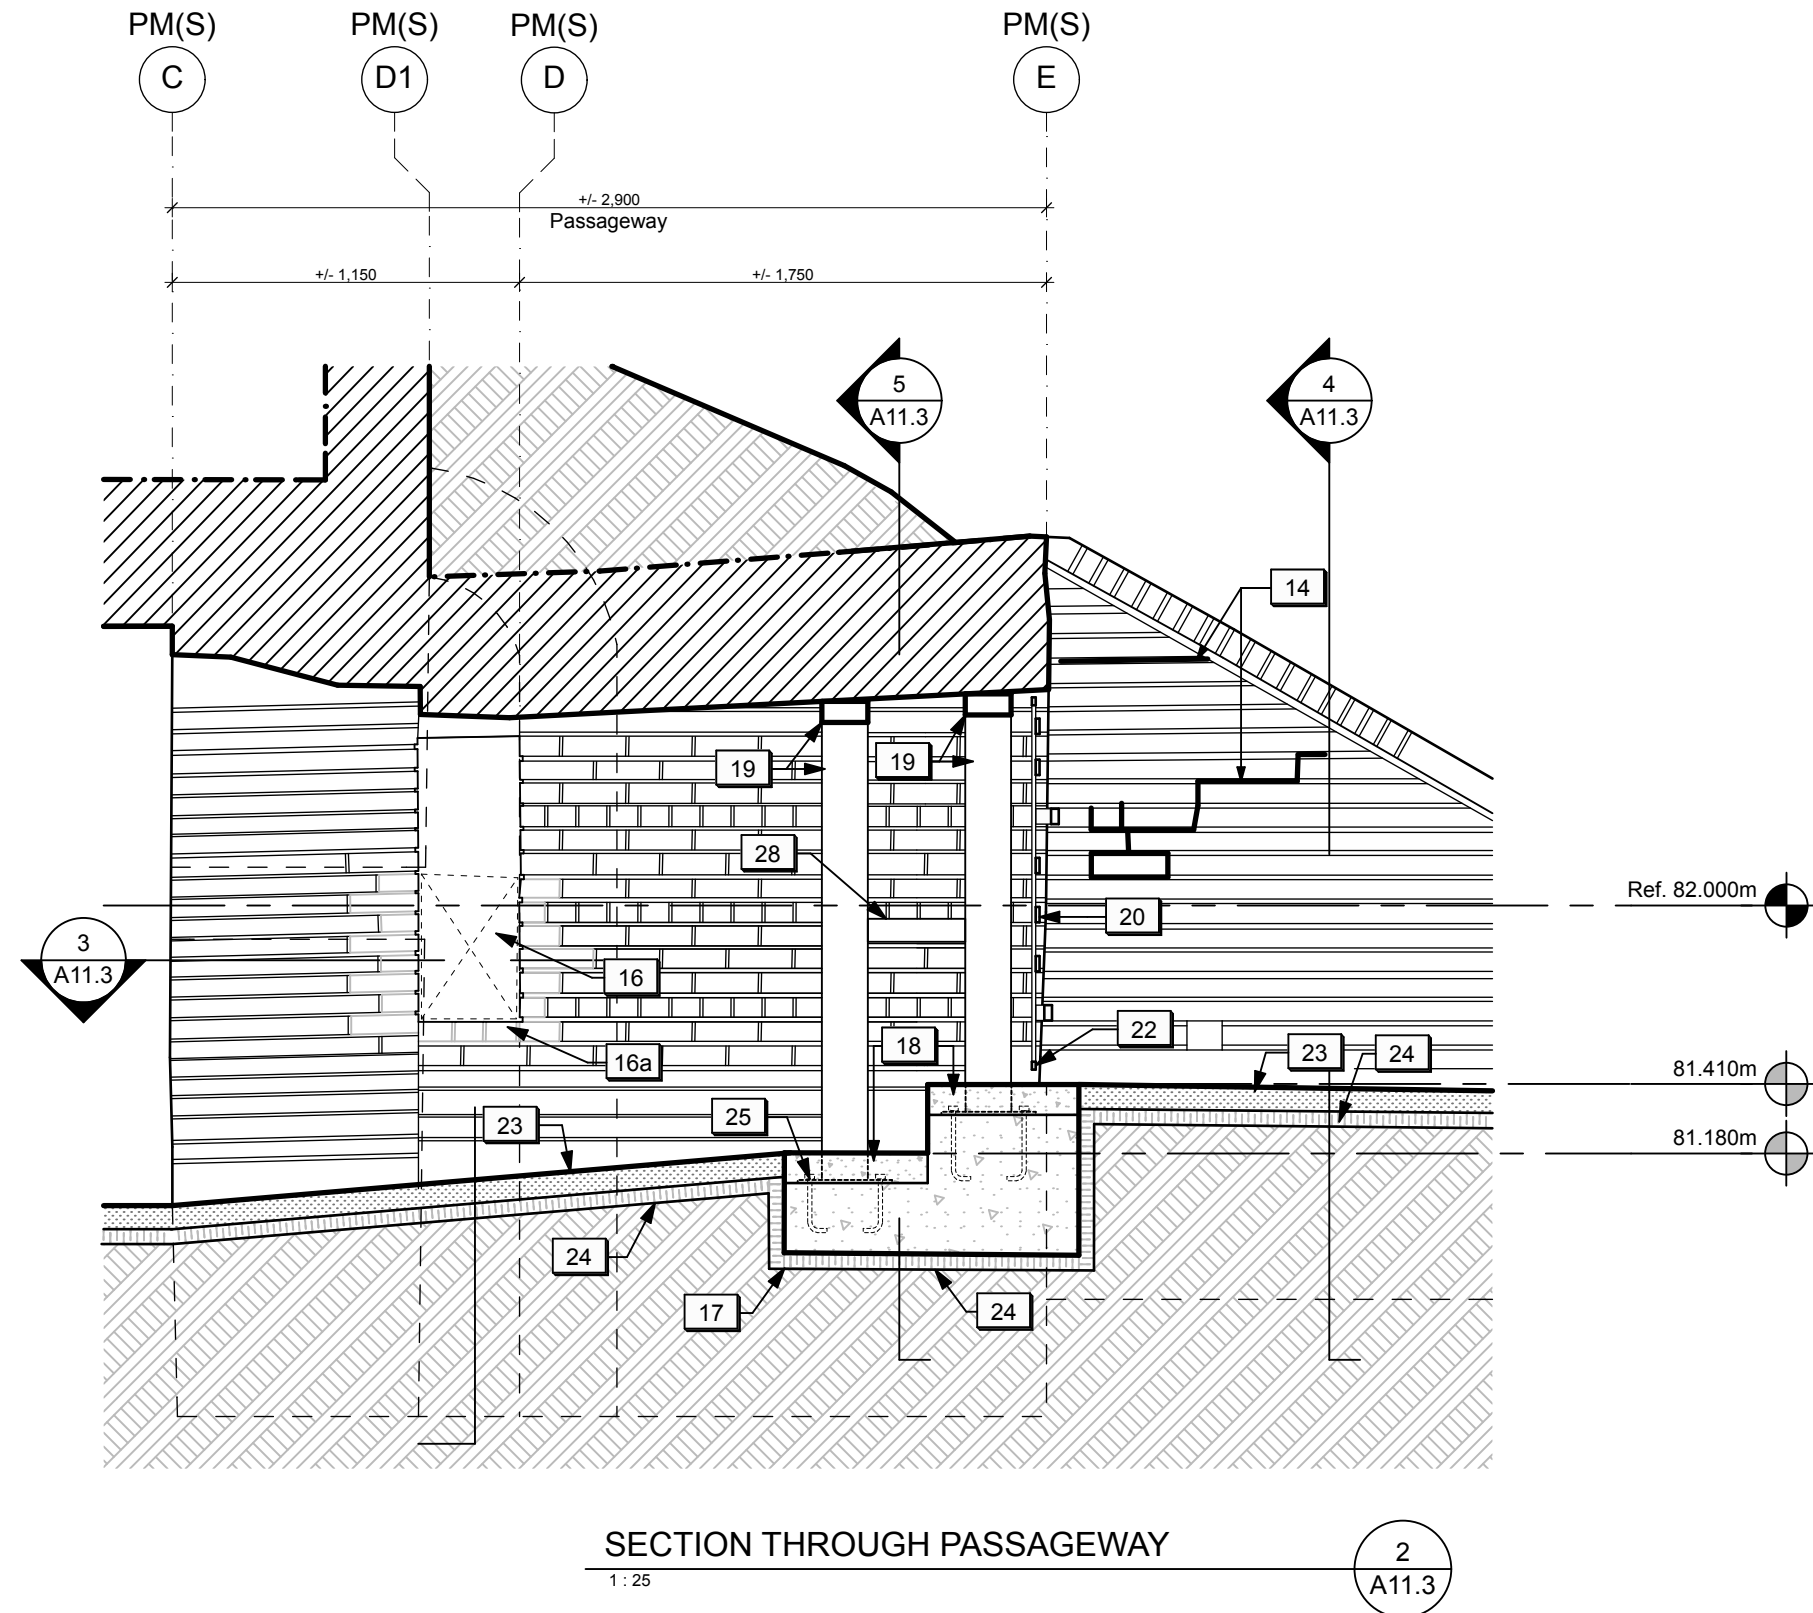 PM(S) PM(S) PM(S) PM(S)
C D1 D E
+/- 2,900
Passageway
+/- 1,150 +/- 1,750
5
A11.3
4
A11.3
14
19 19
28
Ref. 82.000m
20
3
A11.3
16
22
18
23 24
16a
81.410m
25
23
81.180m
24
17 24
SECTION THROUGH PASSAGEWAY
1 : 25
2
A11.3